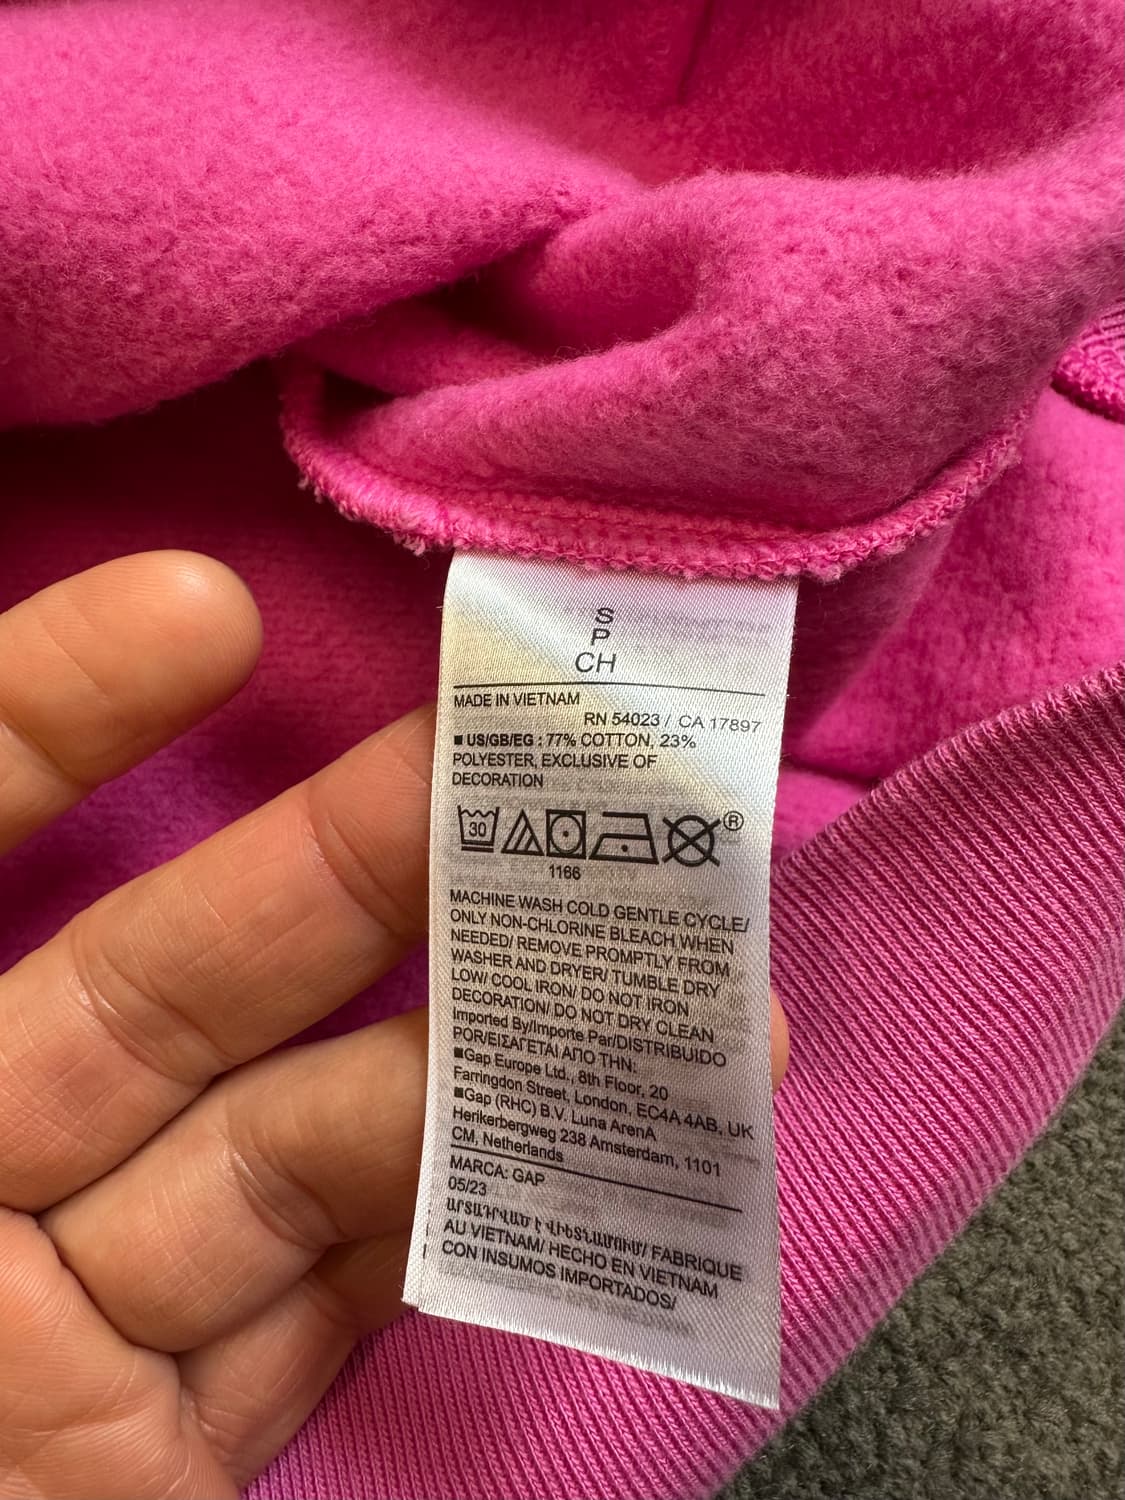 S
P
CH
MADE IN VIETNAM
RN 54023 / CA 17897
■ US/GB/EG : 77% COTTON, 23%
POLYESTER, EXCLUSIVE OF
DECORATION
30
®
1166
MACHINE WASH COLD GENTLE CYCLE/
ONLY NON-CHLORINE BLEACH WHEN
NEEDED/ REMOVE PROMPTLY FROM
WASHER AND DRYER/ TUMBLE DRY
LOW/ COOL IRON/ DO NOT IRON
DECORATION/ DO NOT DRY CLEAN
Imported By/Importe Par/DISTRIBUIDO
POR/ΕΙΣΑΓΕΤΑΙ ΑΠΟ ΤΗΝ:
■Gap Europe Ltd., 8th Floor, 20
Farringdon Street, London, EC4A 4AB, UK
■Gap (RHC) B.V. Luna ArenA
Herikerbergweg 238 Amsterdam, 1101
CM, Netherlands
MARCA: GAP
05/23
ԱՐՏԱԴՐՎԱԾ Է ՎԻԵՏՆԱՄՈՒՄ/ FABRIQUE
AU VIETNAM/ HECHO EN VIETNAM
CON INSUMOS IMPORTADOS/